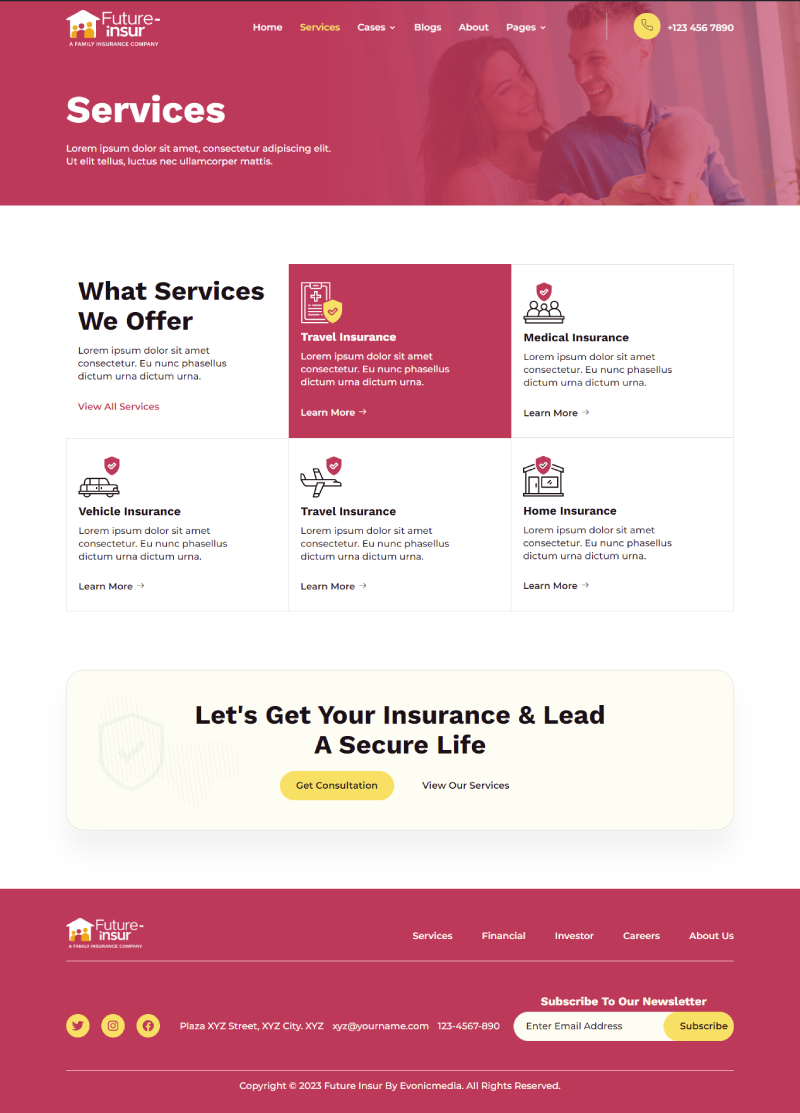 Future-
insur
A FAMILY INSURANCE COMPANY
Home Services Cases Blogs About Pages
+123 456 7890
Services
Lorem ipsum dolor sit amet, consectetur adipiscing elit.
Ut elit tellus, luctus nec ullamcorper mattis.
What Services
We Offer
Lorem ipsum dolor sit amet
consectetur. Eu nunc phasellus
dictum urna dictum urna.
View All Services
Travel Insurance
Lorem ipsum dolor sit amet
consectetur. Eu nunc phasellus
dictum urna dictum urna.
Learn More →
Medical Insurance
Lorem ipsum dolor sit amet
consectetur. Eu nunc phasellus
dictum urna dictum urna.
Learn More →
Vehicle Insurance
Lorem ipsum dolor sit amet
consectetur. Eu nunc phasellus
dictum urna dictum urna.
Learn More →
Travel Insurance
Lorem ipsum dolor sit amet
consectetur. Eu nunc phasellus
dictum urna dictum urna.
Learn More →
Home Insurance
Lorem ipsum dolor sit amet
consectetur. Eu nunc phasellus
dictum urna dictum urna.
Learn More →
Let's Get Your Insurance & Lead
A Secure Life
Get Consultation View Our Services
Future-
insur
A FAMILY INSURANCE COMPANY
Services Financial Investor Careers About Us
Subscribe To Our Newsletter
Plaza XYZ Street, XYZ City. XYZ xyz@yourname.com 123-4567-890
Enter Email Address Subscribe
Copyright © 2023 Future Insur By Evonicmedia. All Rights Reserved.